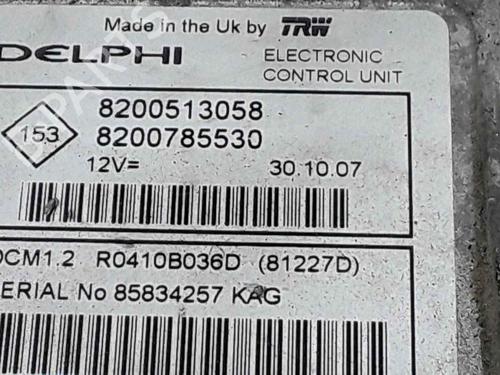 Made in the Uk by TRW
DELPHI
ELECTRONIC
CONTROL UNIT
153
8200513058
8200785530
12V=
30.10.07
DCM1.2 R0410B036D (81227D)
SERIAL No 85834257 KAG